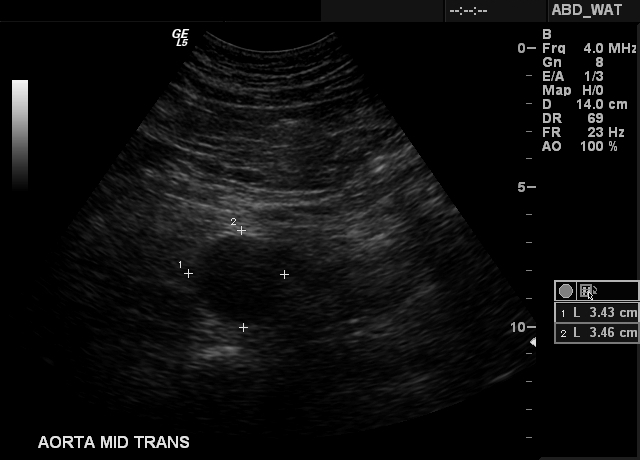 --:--:--
ABD_WAT
GE
L5
B
Frq 4.0 MHz
Gn 8
E/A 1/3
Map H/0
D 14.0 cm
DR 69
FR 23 Hz
AO 100 %
0
5
10
2
1
1 L 3.43 cm
2 L 3.46 cm
AORTA MID TRANS